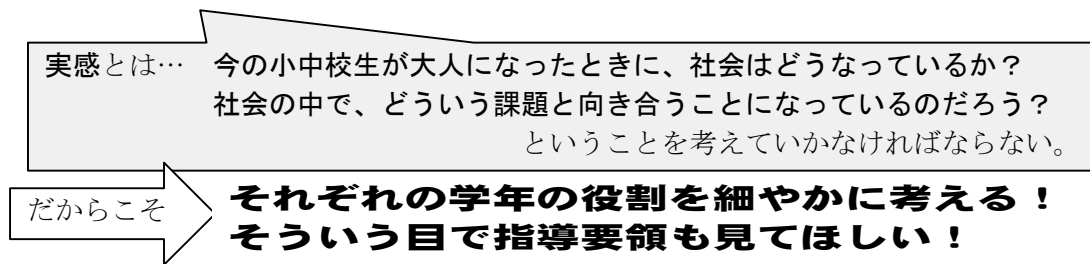 実感とは… 今の小中校生が大人になったときに、社会はどうなっているか?
社会の中で、どういう課題と向き合うことになっているのだろう?
ということを考えていかなければならない。
だからこそ
それぞれの学年の役割を細やかに考える!
そういう目で指導要領も見てほしい!